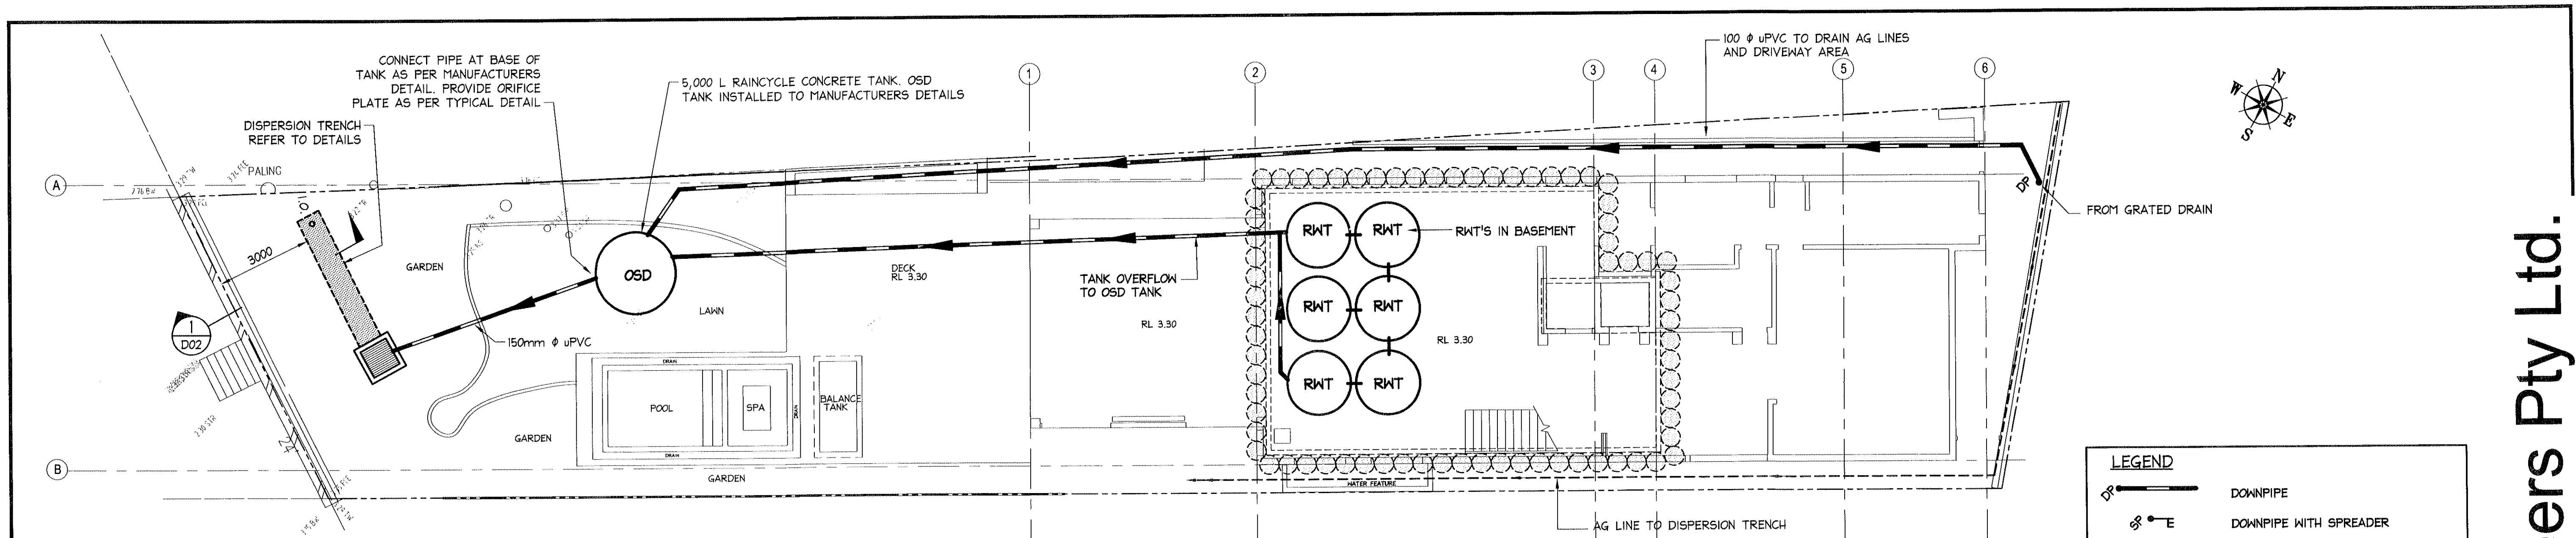 CONNECT PIPE AT BASE OF
TANK AS PER MANUFACTURERS
DETAIL. PROVIDE ORIFICE
PLATE AS PER TYPICAL DETAIL
5,000 L RAINCYCLE CONCRETE TANK. OSD
TANK INSTALLED TO MANUFACTURERS DETAILS
100 φ uPVC TO DRAIN AG LINES
AND DRIVEWAY AREA
1
2
3
4
5
6
N
W
E
S
DISPERSION TRENCH
REFER TO DETAILS
PALING
A
I.O.
DP
FROM GRATED DRAIN
3000
GARDEN
OSD
DECK
RL 3.30
TANK OVERFLOW
TO OSD TANK
RWT
RWT
RWT'S IN BASEMENT
LAWN
RL 3.30
RWT
RWT
RL 3.30
1
D02
150mm φ uPVC
DRAIN
POOL
SPA
DRAIN
BALANCE
TANK
RWT
RWT
GARDEN
DRAIN
B
GARDEN
WATER FEATURE
AG LINE TO DISPERSION TRENCH
LEGEND
DP
DOWNPIPE
SP
E
DOWNPIPE WITH SPREADER
ers Pty Ltd.